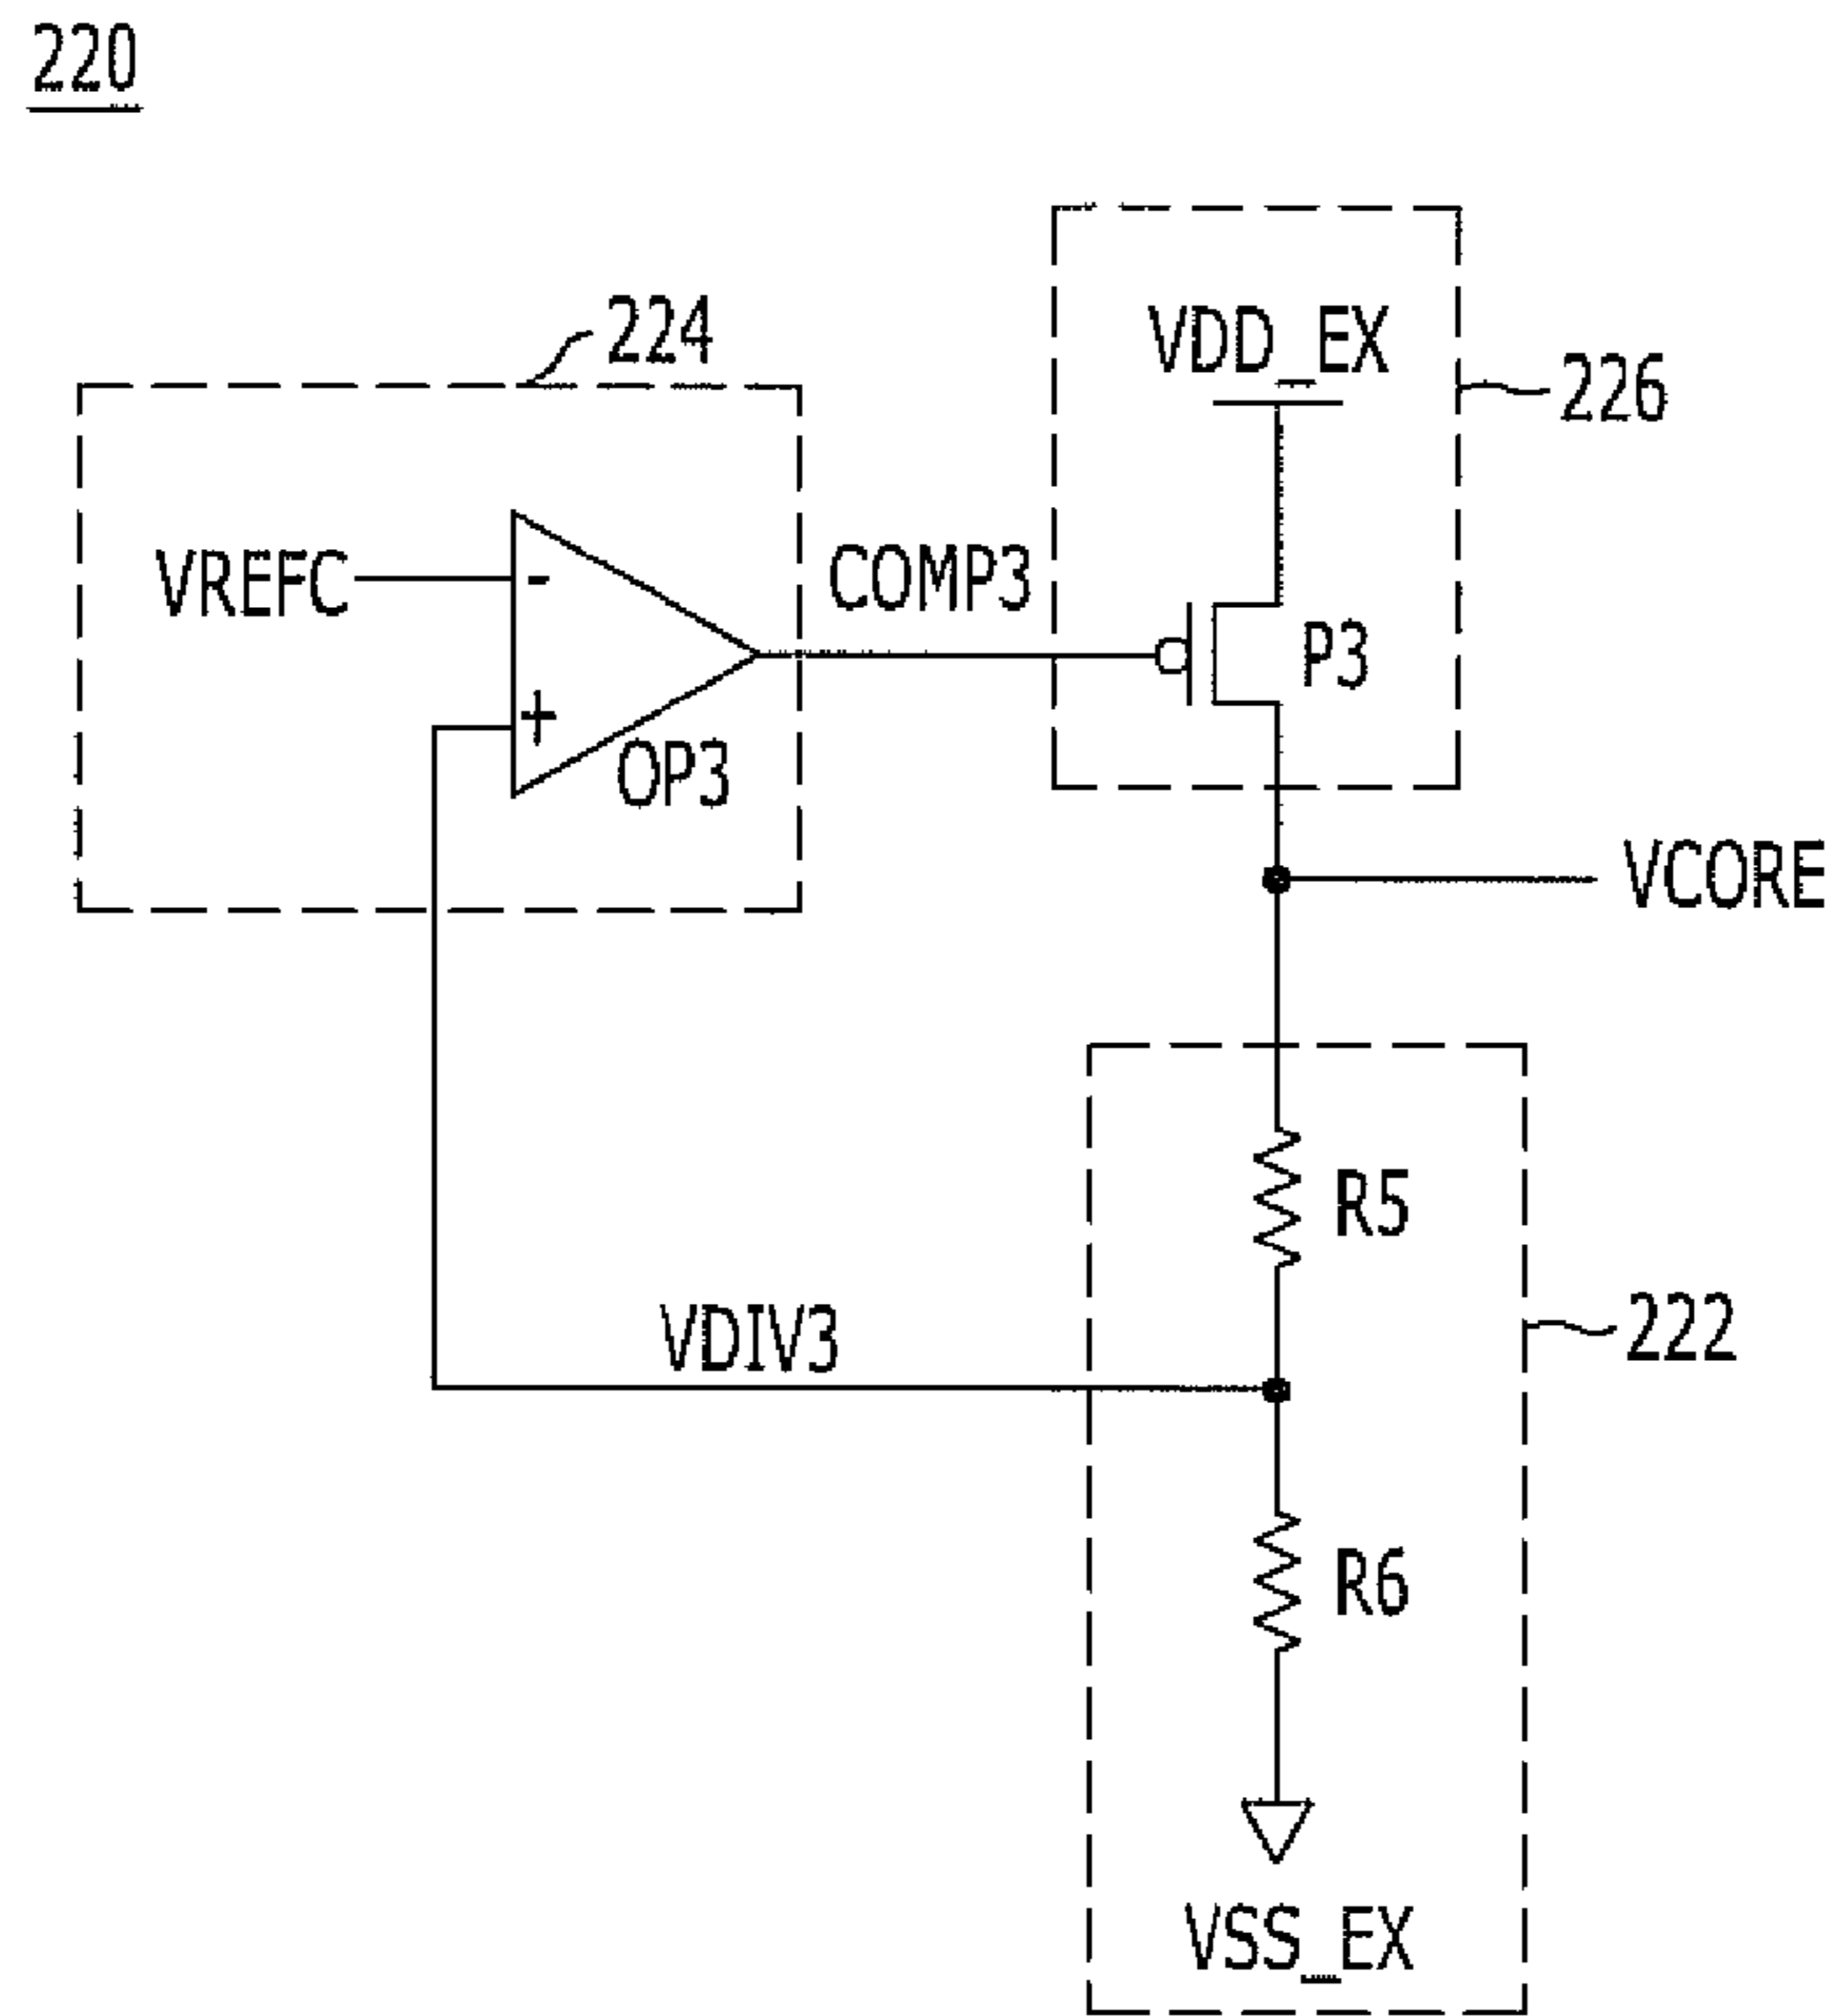 220
224
VDD_EX
226
VREFC
-
COMP3
P3
+
OP3
VCORE
R5
VDIV3
222
R6
VSS_EX